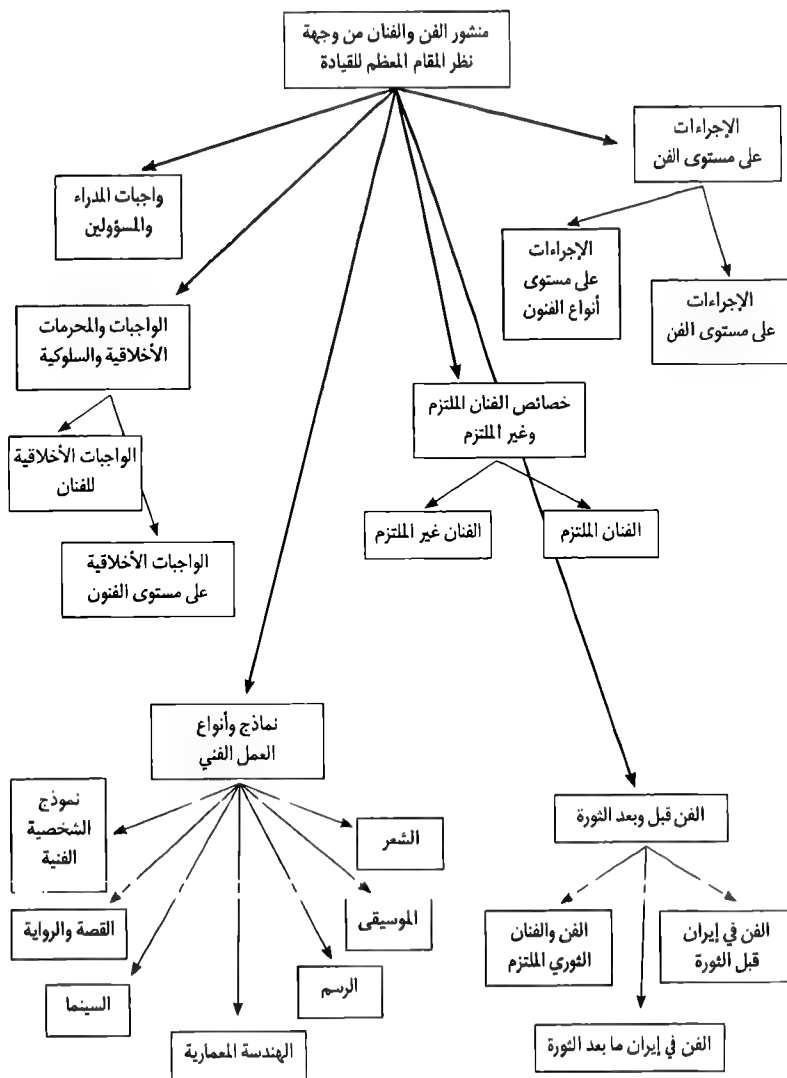 منشور الفن والفنان من وجهة
نظر المقام المعظم للقيادة
الإجراءات
على مستوى الفن
واجبات المدراء
والمسؤولين
الإجراءات
على مستوى
أنواع الفنون
الإجراءات
على مستوى الفن
الواجبات والمحرمات
الأخلاقية والسلوكية
خصائص الفنان الملتزم
وغير الملتزم
الواجبات الأخلاقية
للفنان
الفنان الملتزم
الفنان غير الملتزم
الواجبات الأخلاقية
على مستوى الفنون
نماذج وأنواع
العمل الفني
الفن قبل وبعد الثورة
الشعر
نموذج
الشخصية
الفنية
الموسيقى
القصة والرواية
الفن في إيران
قبل الثورة
الفن والفنان
الثوري الملتزم
الرسم
السينما
الهندسة المعمارية
الفن في إيران ما بعد الثورة